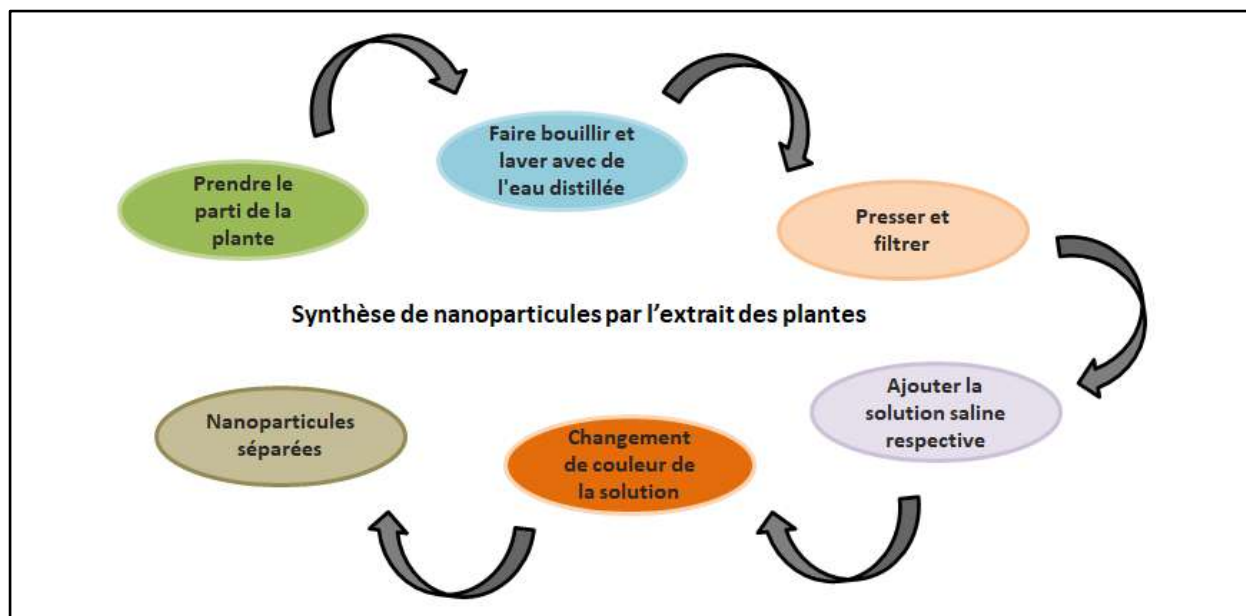 Prendre le
parti de la
plante
Faire bouillir et
laver avec de
l'eau distillée
Presser et
filtrer
Synthèse de nanoparticules par l’extrait des plantes
Ajouter la
solution saline
respective
Changement
de couleur de
la solution
Nanoparticules
séparées